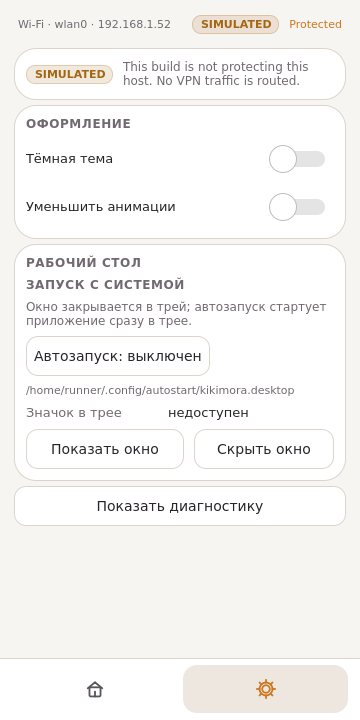 Wi-Fi · wlan0 · 192.168.1.52 SIMULATED Protected
SIMULATED This build is not protecting this
host. No VPN traffic is routed.
ОФОРМЛЕНИЕ
Тёмная тема
Уменьшить анимации
РАБОЧИЙ СТОЛ
ЗАПУСК С СИСТЕМОЙ
Окно закрывается в трей; автозапуск стартует
приложение сразу в трее.
Автозапуск: выключен
/home/runner/.config/autostart/kikimora.desktop
Значок в трее недоступен
Показать окно Скрыть окно
Показать диагностику